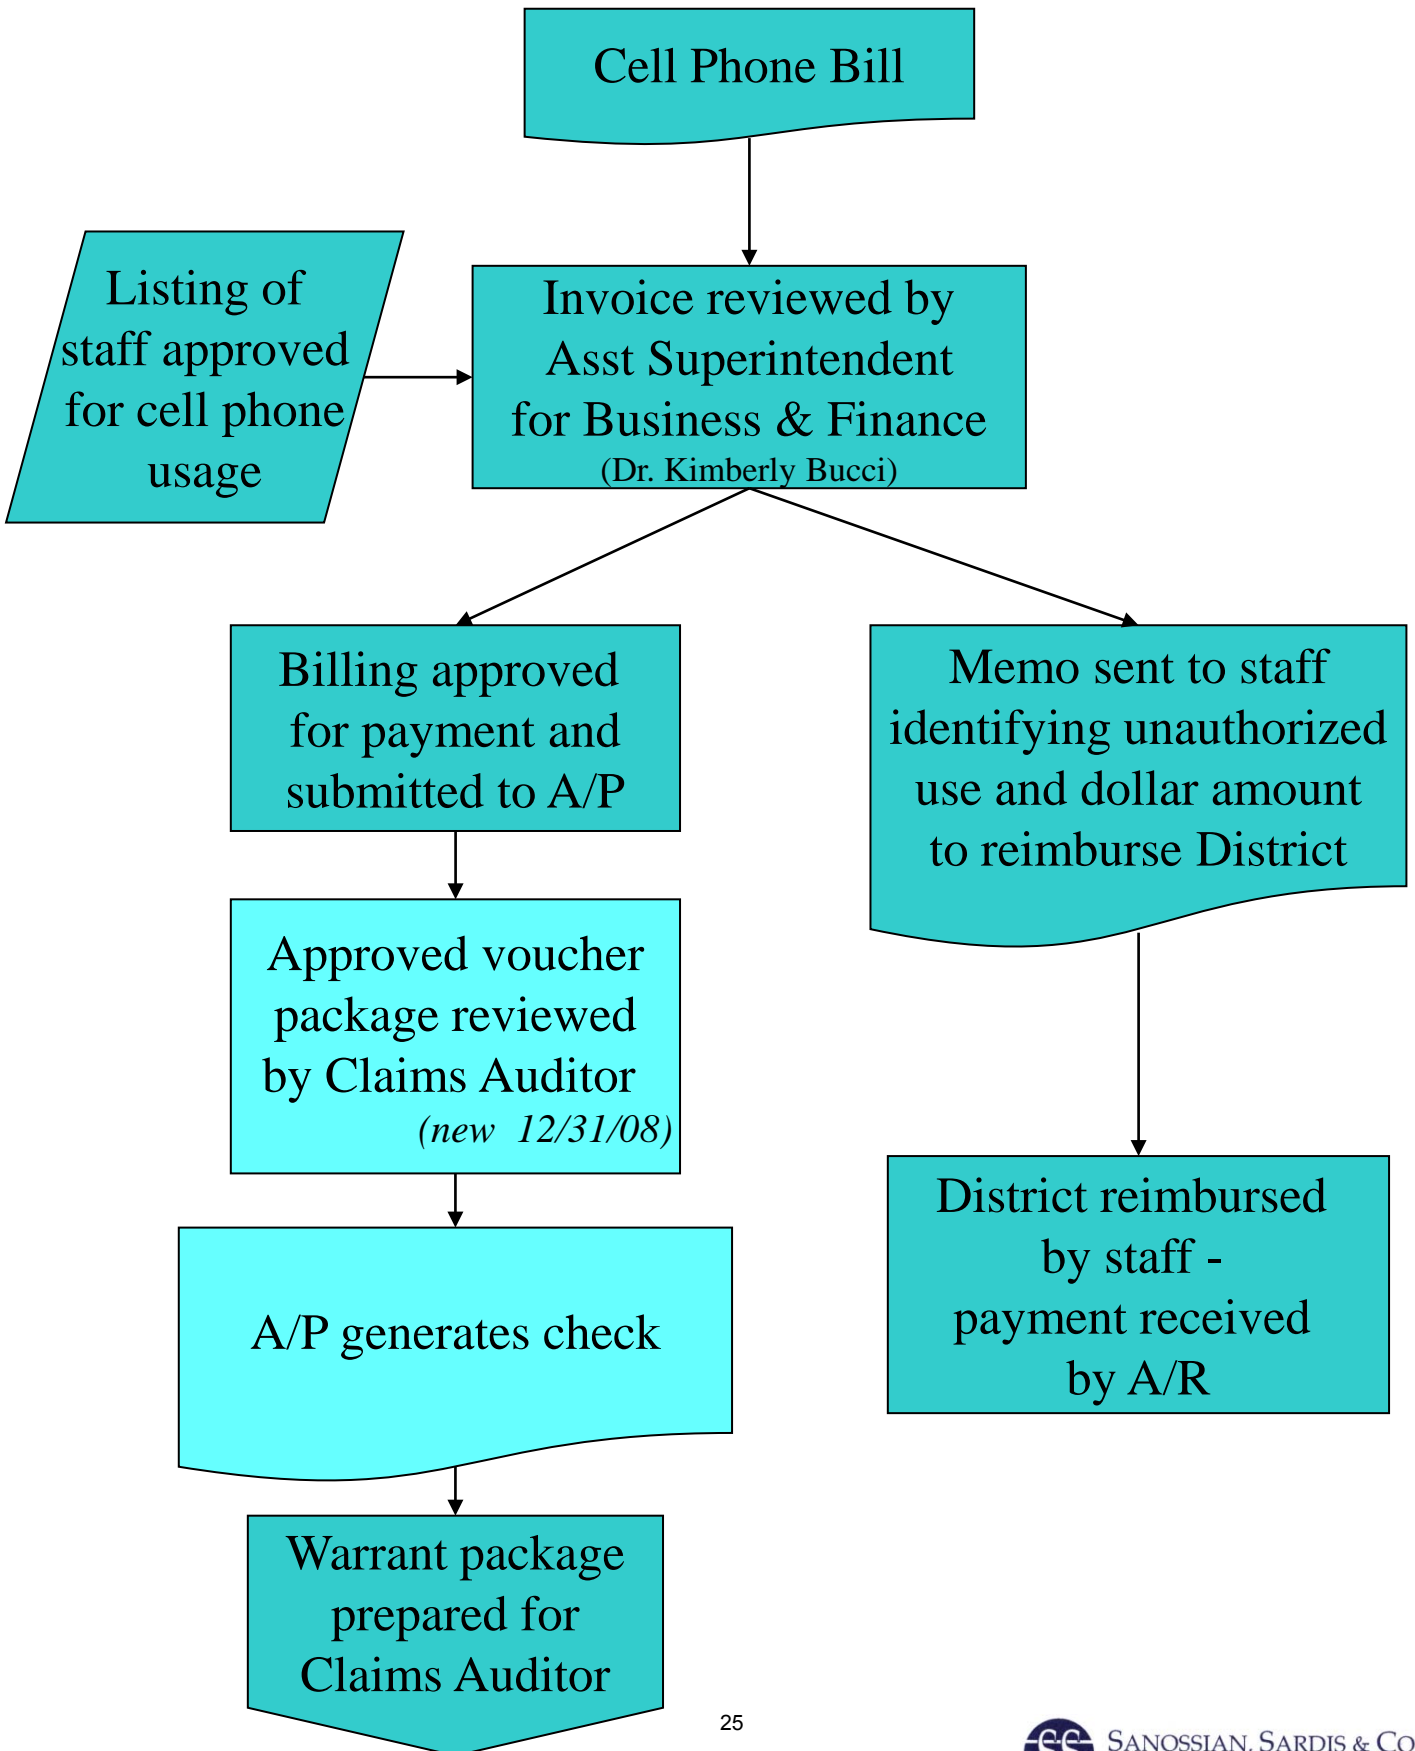 Cell Phone Bill
Listing of
staff approved
for cell phone
usage
Invoice reviewed by
Asst Superintendent
for Business & Finance
(Dr. Kimberly Bucci)
Billing approved
for payment and
submitted to A/P
Memo sent to staff
identifying unauthorized
use and dollar amount
to reimburse District
Approved voucher
package reviewed
by Claims Auditor
(new 12/31/08)
District reimbursed
by staff -
payment received
by A/R
A/P generates check
Warrant package
prepared for
Claims Auditor
25
SANOSSIAN, SARDIS & CO